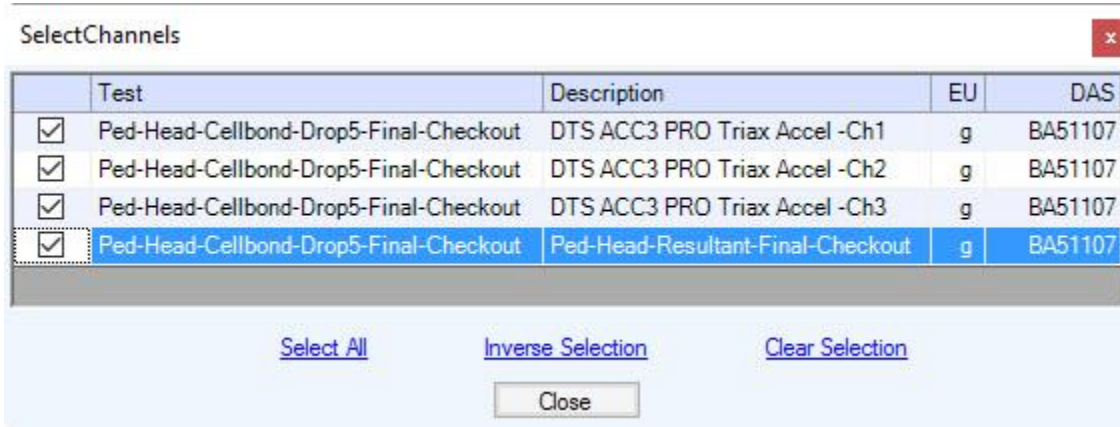 SelectChannels
x
Test Description EU DAS
Ped-Head-Cellbond-Drop5-Final-Checkout DTS ACC3 PRO Triax Accel -Ch1 g BA51107
Ped-Head-Cellbond-Drop5-Final-Checkout DTS ACC3 PRO Triax Accel -Ch2 g BA51107
Ped-Head-Cellbond-Drop5-Final-Checkout DTS ACC3 PRO Triax Accel -Ch3 g BA51107
Ped-Head-Cellbond-Drop5-Final-Checkout Ped-Head-Resultant-Final-Checkout g BA51107
Select All Inverse Selection Clear Selection
Close